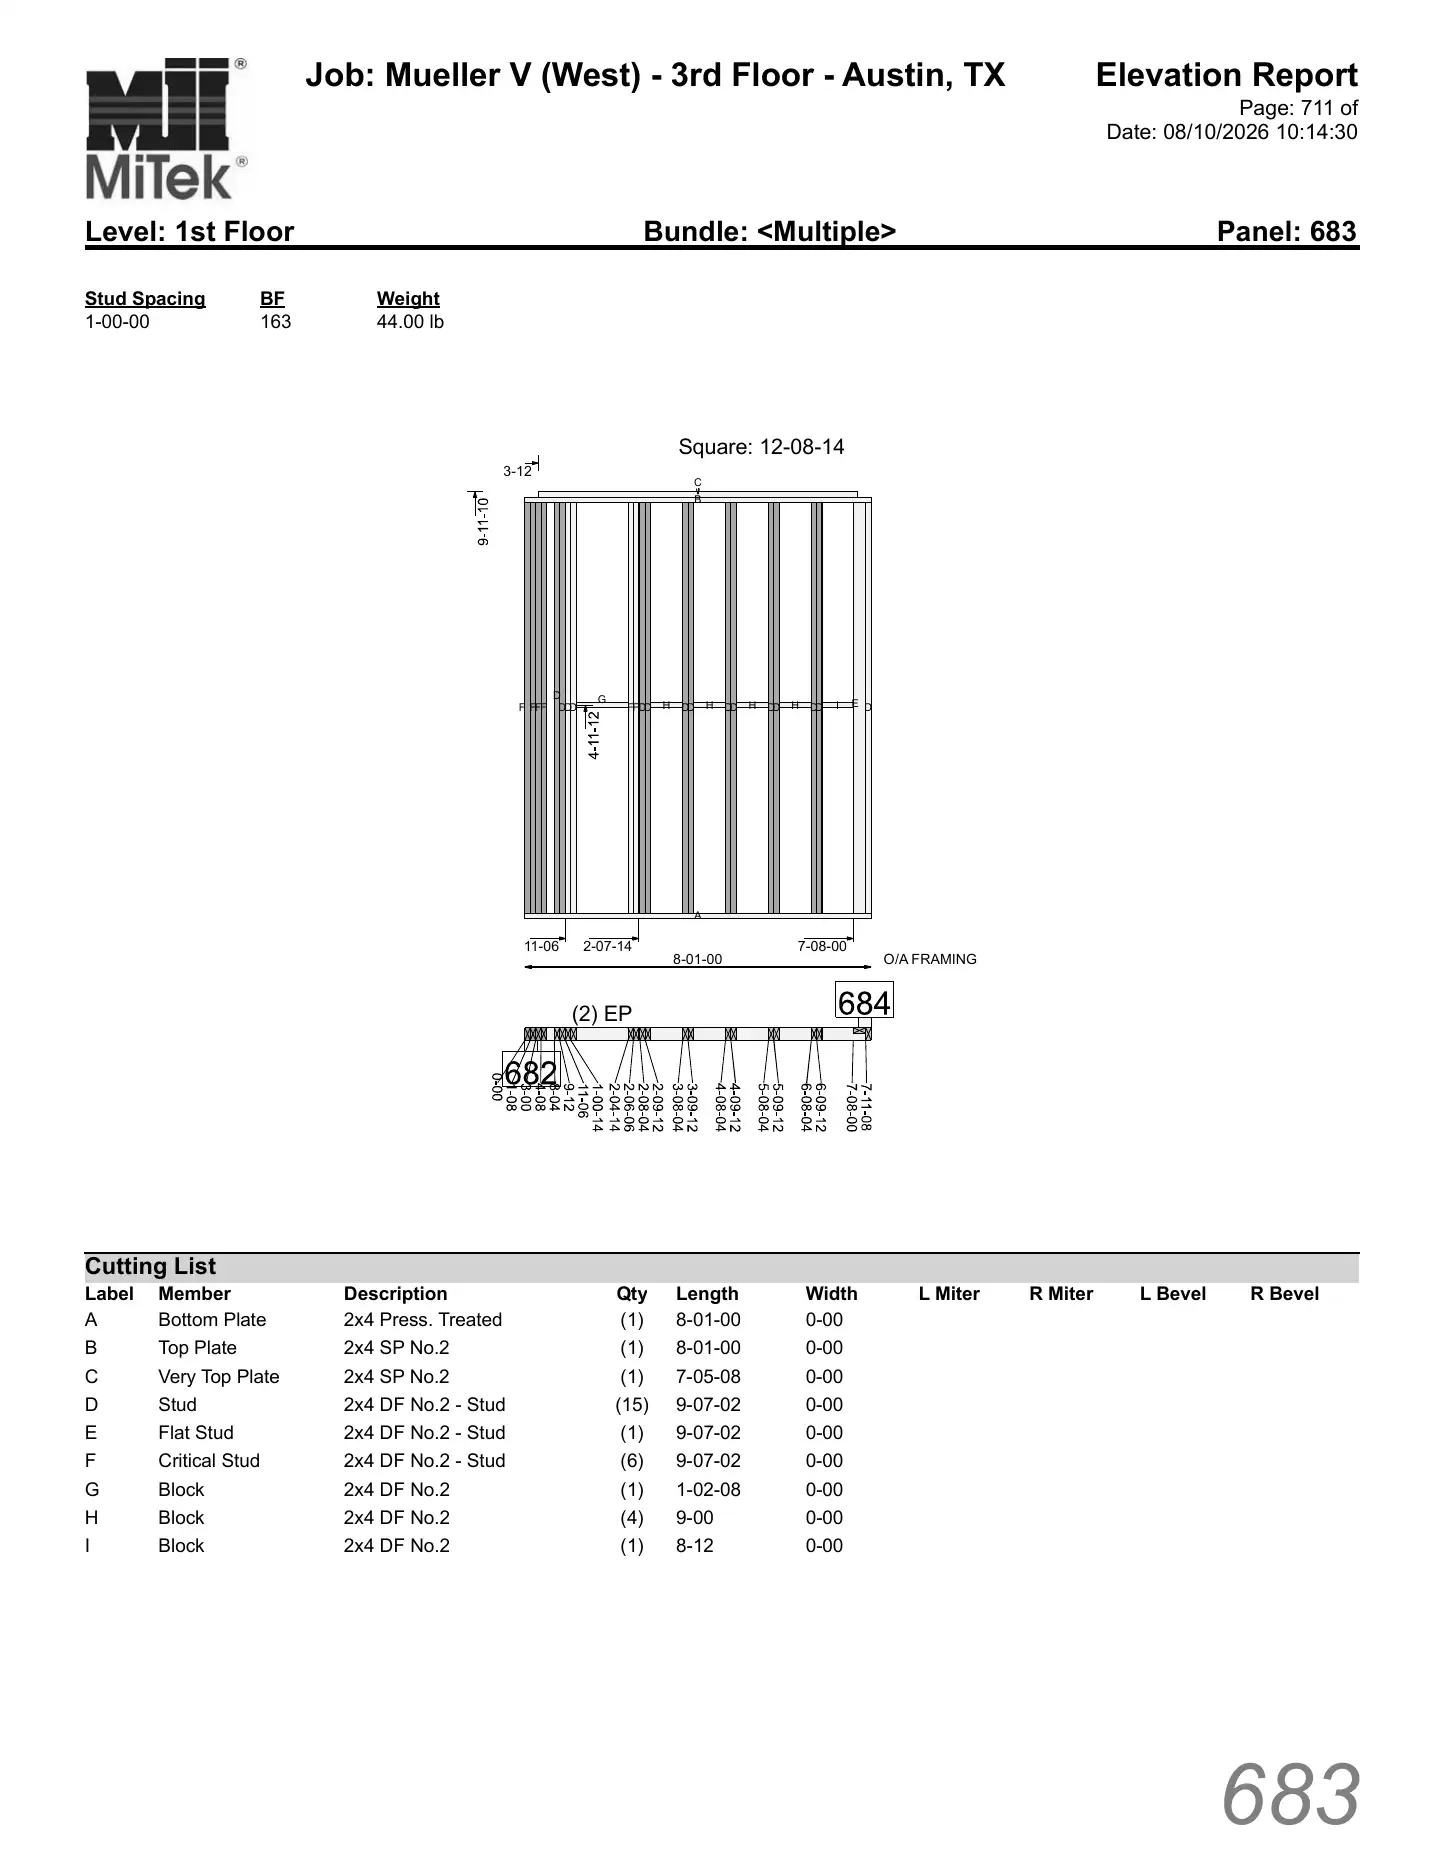 Job: Mueller V (West) - 3rd Floor - Austin, TX
Elevation Report
Page: 711 of
Date: 08/10/2026 10:14:30
MiTek®
Level: 1st Floor Bundle: <Multiple> Panel: 683
Stud Spacing BF Weight
1-00-00 163 44.00 lb
Square: 12-08-14
3-12
C
B
9-11-10
C
G
F F F F D D F D D H D D H D D H D D H D D I E D
4-11-12
A
11-06 2-07-14 7-08-00
8-01-00 O/A FRAMING
684
(2) EP
682
0-00 1-08 3-00 4-08 8-04 9-12 11-06 1-00-14 2-04-14 2-06-06 2-08-04 2-09-12 3-08-04 3-09-12 4-08-04 4-09-12 5-08-04 5-09-12 6-08-04 6-09-12 7-08-00 7-11-08
Cutting List
Label Member Description Qty Length Width L Miter R Miter L Bevel R Bevel
A Bottom Plate 2x4 Press. Treated (1) 8-01-00 0-00
B Top Plate 2x4 SP No.2 (1) 8-01-00 0-00
C Very Top Plate 2x4 SP No.2 (1) 7-05-08 0-00
D Stud 2x4 DF No.2 - Stud (15) 9-07-02 0-00
E Flat Stud 2x4 DF No.2 - Stud (1) 9-07-02 0-00
F Critical Stud 2x4 DF No.2 - Stud (6) 9-07-02 0-00
G Block 2x4 DF No.2 (1) 1-02-08 0-00
H Block 2x4 DF No.2 (4) 9-00 0-00
I Block 2x4 DF No.2 (1) 8-12 0-00
683